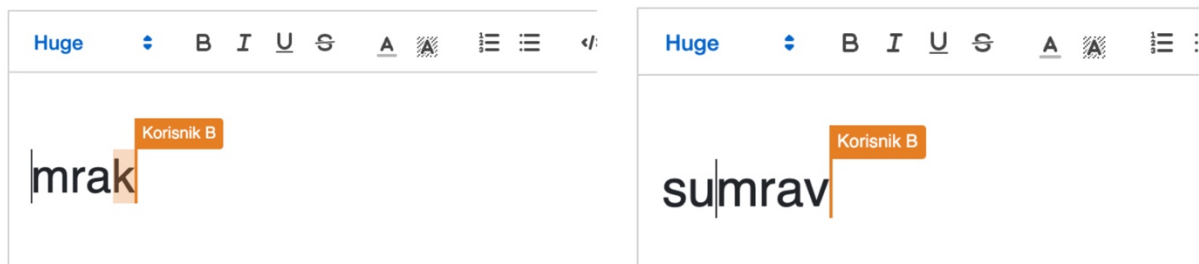 Huge B I U S A A </>
Korisnik B
mrak
Huge B I U S A A
Korisnik B
sumrav